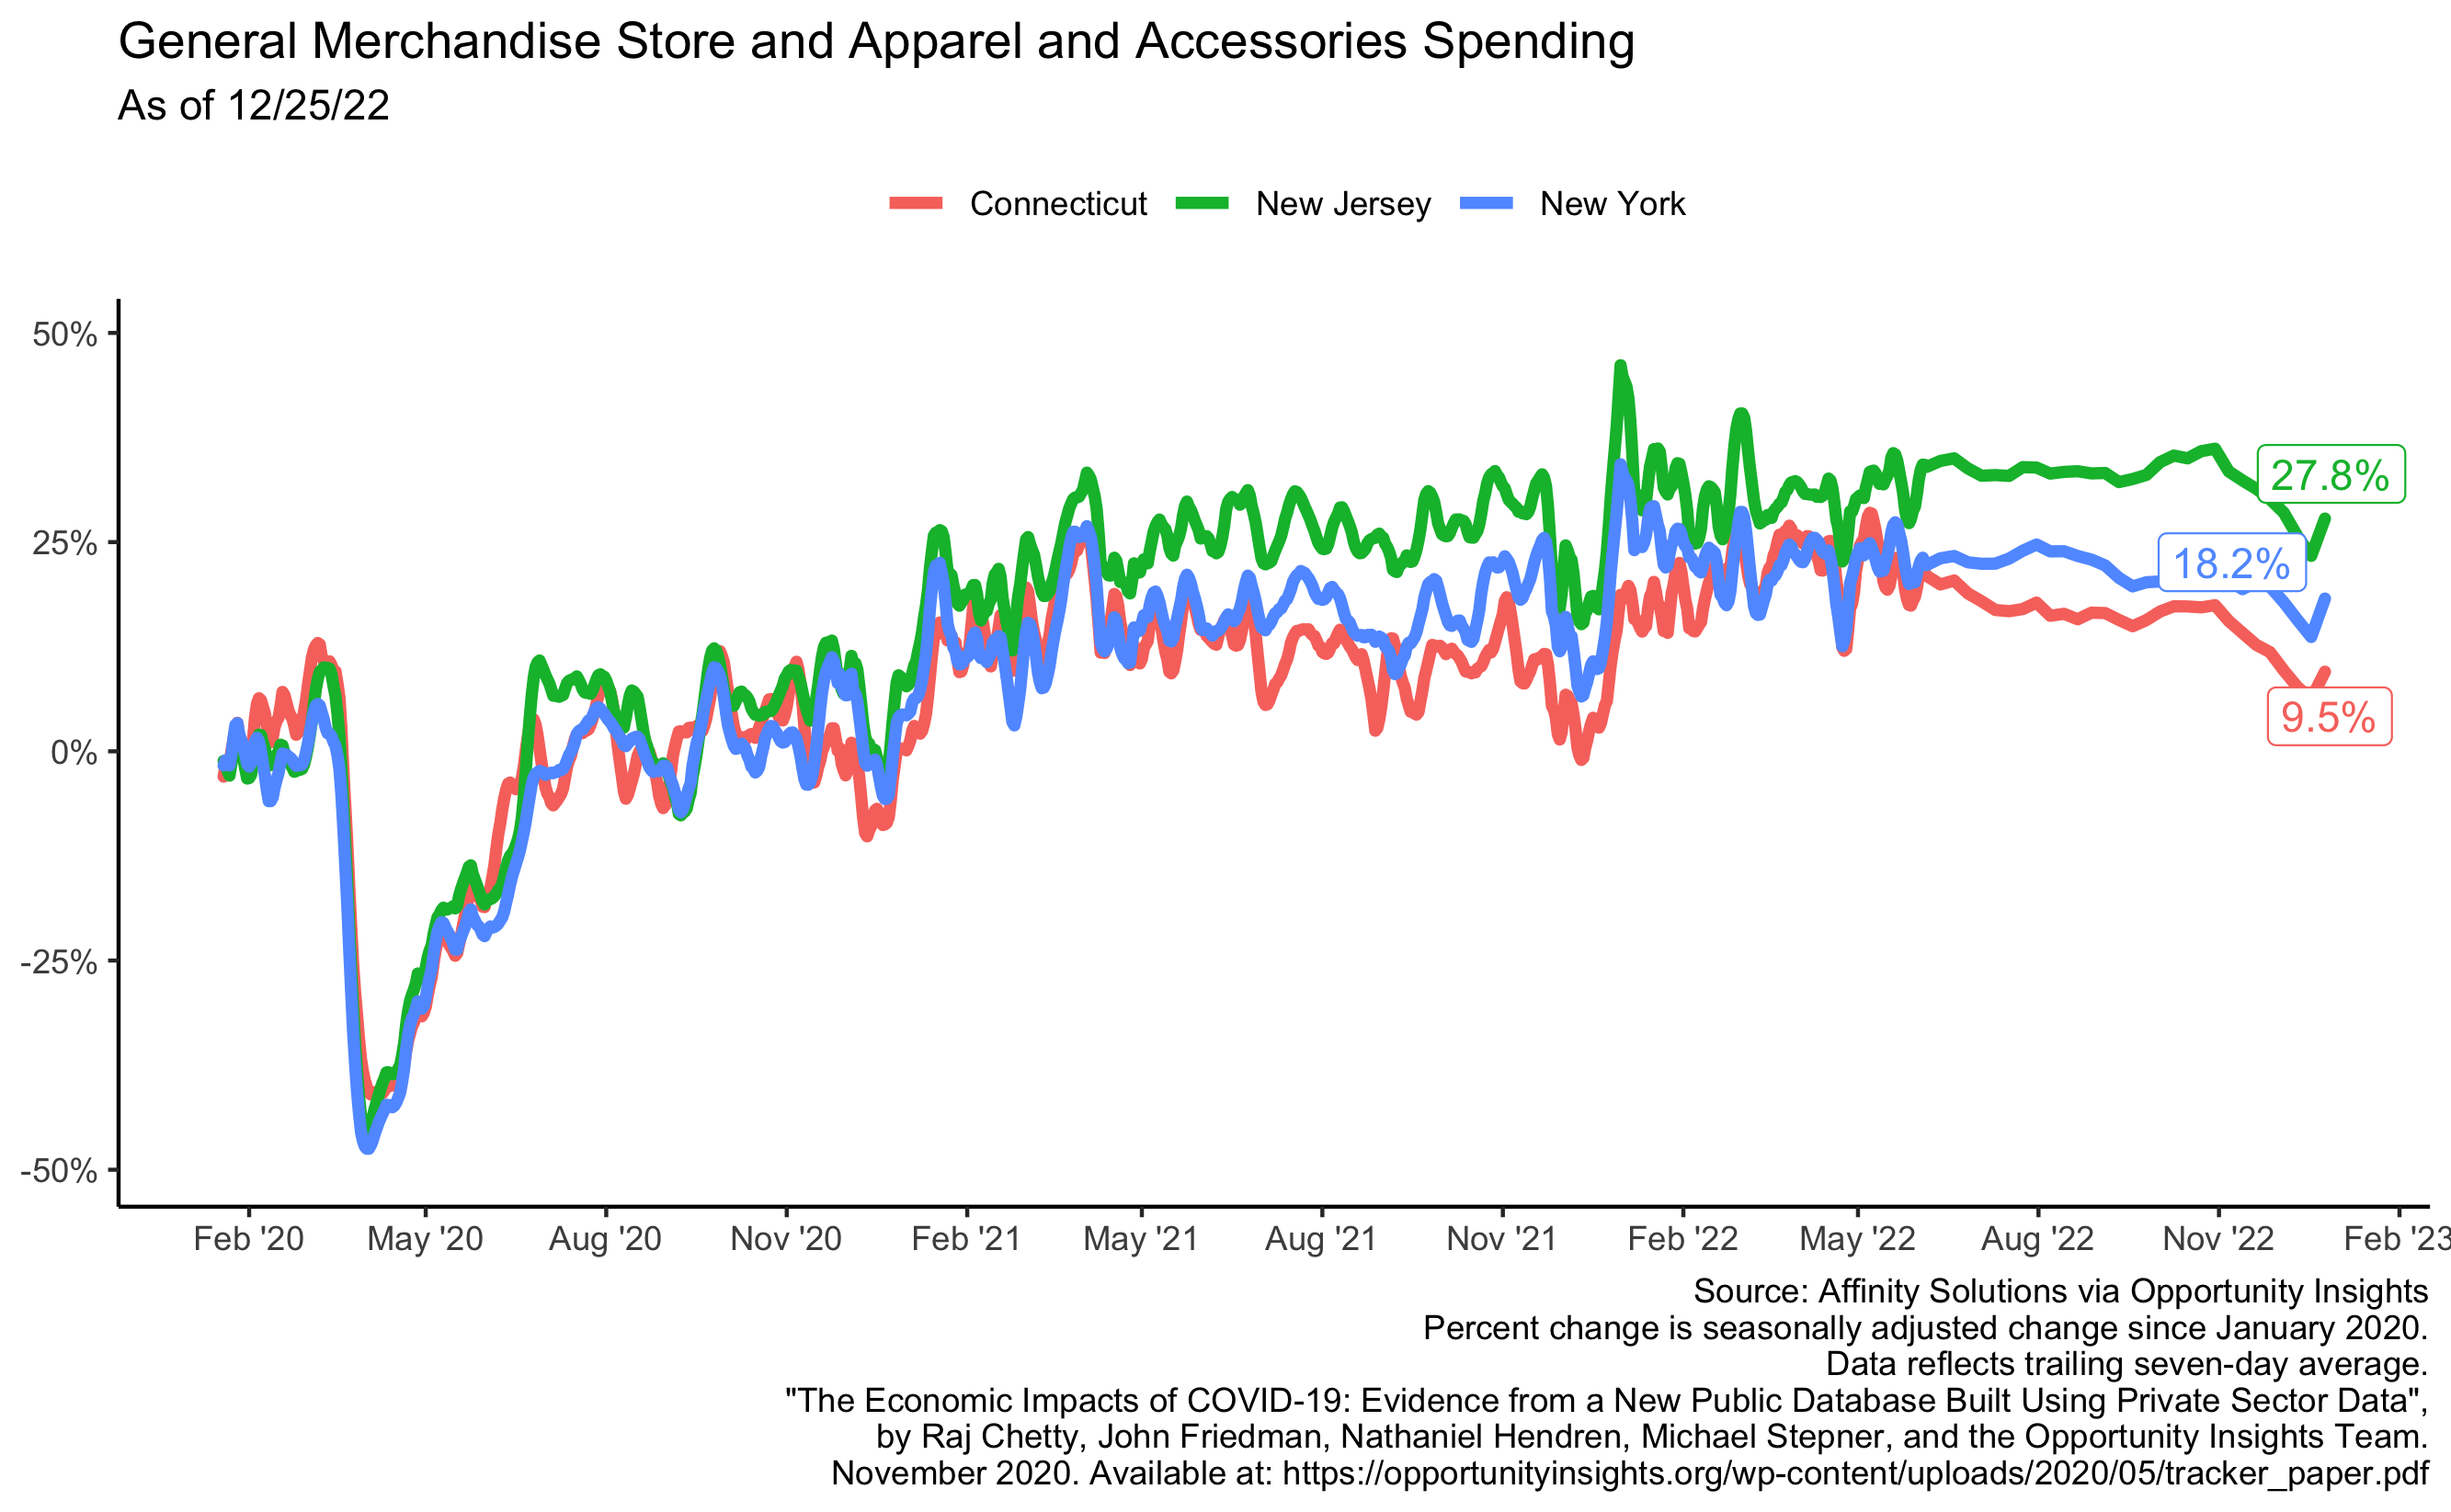 General Merchandise Store and Apparel and Accessories Spending
As of 12/25/22
Connecticut New Jersey New York
50%
25%
0%
-25%
-50%
27.8%
18.2%
9.5%
Feb '20 May '20 Aug '20 Nov '20 Feb '21 May '21 Aug '21 Nov '21 Feb '22 May '22 Aug '22 Nov '22 Feb '23
Source: Affinity Solutions via Opportunity Insights
Percent change is seasonally adjusted change since January 2020.
Data reflects trailing seven-day average.
"The Economic Impacts of COVID-19: Evidence from a New Public Database Built Using Private Sector Data",
by Raj Chetty, John Friedman, Nathaniel Hendren, Michael Stepner, and the Opportunity Insights Team.
November 2020. Available at: https://opportunityinsights.org/wp-content/uploads/2020/05/tracker_paper.pdf